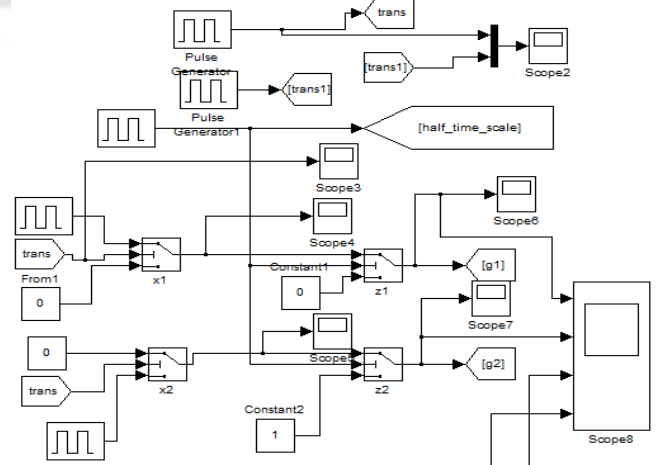 trans
Pulse
Generator
[trans1]
Scope2
[trans1]
Pulse
Generator1
[half_time_scale]
Scope3
Scope6
trans
From1
Scope4
x1
0
Constant1
0
z1
[g1]
Scope7
0
Scope5
trans
x2
z2
[g2]
Constant2
1
Scope8